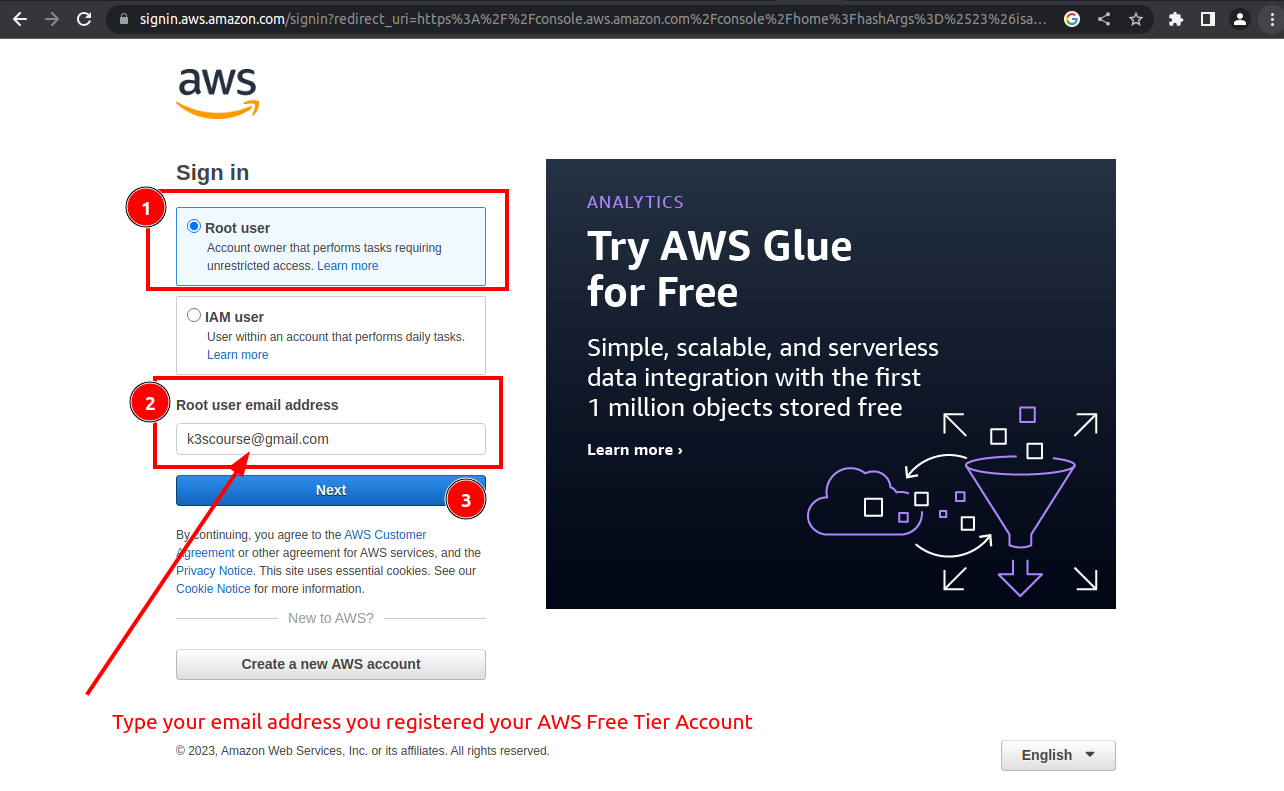 signin.aws.amazon.com/signin?redirect_uri=https%3A%2F%2Fconsole.aws.amazon.com%2Fconsole%2Fhome%3FhashArgs%3D%2523%26isa…
aws
Sign in
1
Root user
Account owner that performs tasks requiring
unrestricted access. Learn more
IAM user
User within an account that performs daily tasks.
Learn more
2
Root user email address
k3scourse@gmail.com
Next
3
By continuing, you agree to the AWS Customer
Agreement or other agreement for AWS services, and the
Privacy Notice. This site uses essential cookies. See our
Cookie Notice for more information.
New to AWS?
Create a new AWS account
ANALYTICS
Try AWS Glue
for Free
Simple, scalable, and serverless
data integration with the first
1 million objects stored free
Learn more ›
Type your email address you registered your AWS Free Tier Account
© 2023, Amazon Web Services, Inc. or its affiliates. All rights reserved.
English